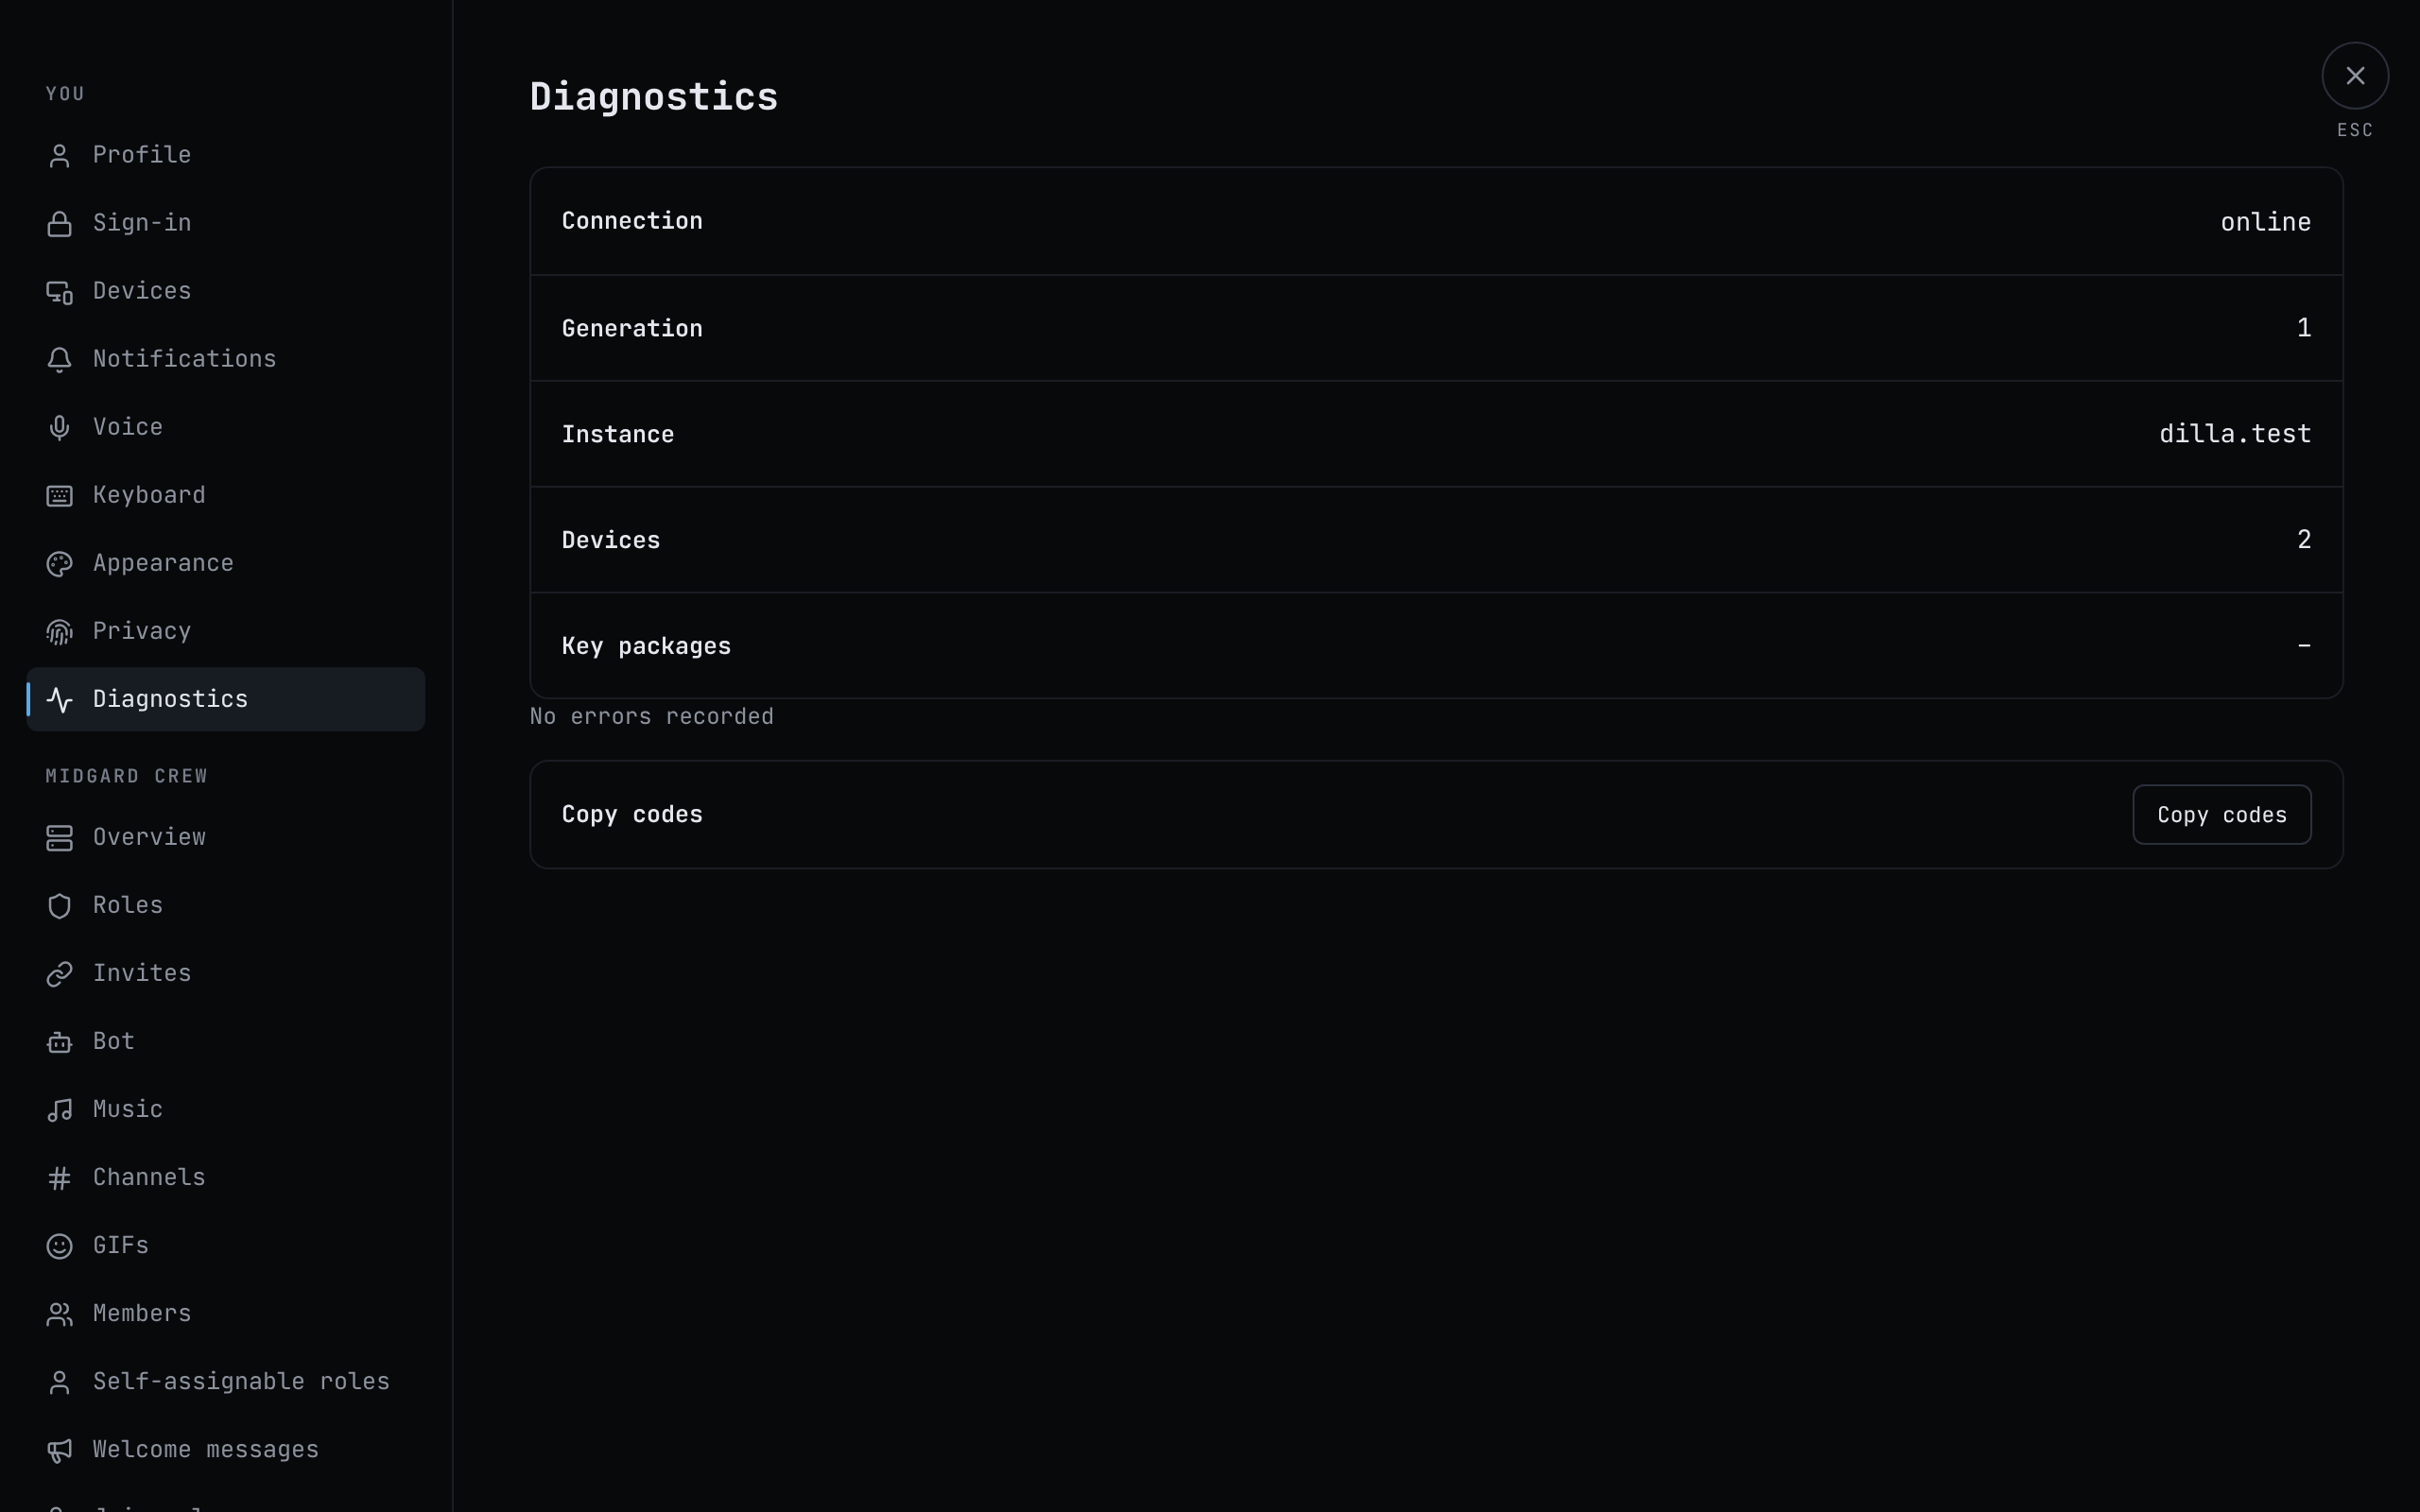 YOU
Profile
Sign-in
Devices
Notifications
Voice
Keyboard
Appearance
Privacy
Diagnostics
MIDGARD CREW
Overview
Roles
Invites
Bot
Music
Channels
GIFs
Members
Self-assignable roles
Welcome messages
Diagnostics
ESC
Connection online
Generation 1
Instance dilla.test
Devices 2
Key packages –
No errors recorded
Copy codes Copy codes